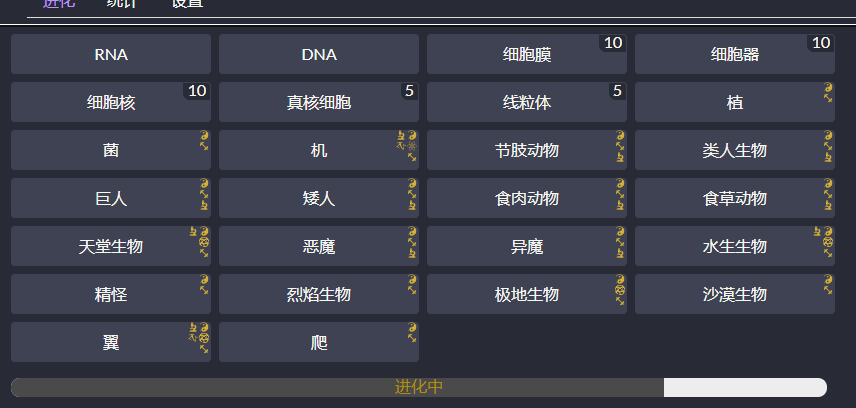 进化 统计 设置
RNA DNA 细胞膜 10 细胞器 10
细胞核 10 真核细胞 5 线粒体 5 植
菌 机 节肢动物 类人生物
巨人 矮人 食肉动物 食草动物
天堂生物 恶魔 异魔 水生生物
精怪 烈焰生物 极地生物 沙漠生物
翼 爬
进化中